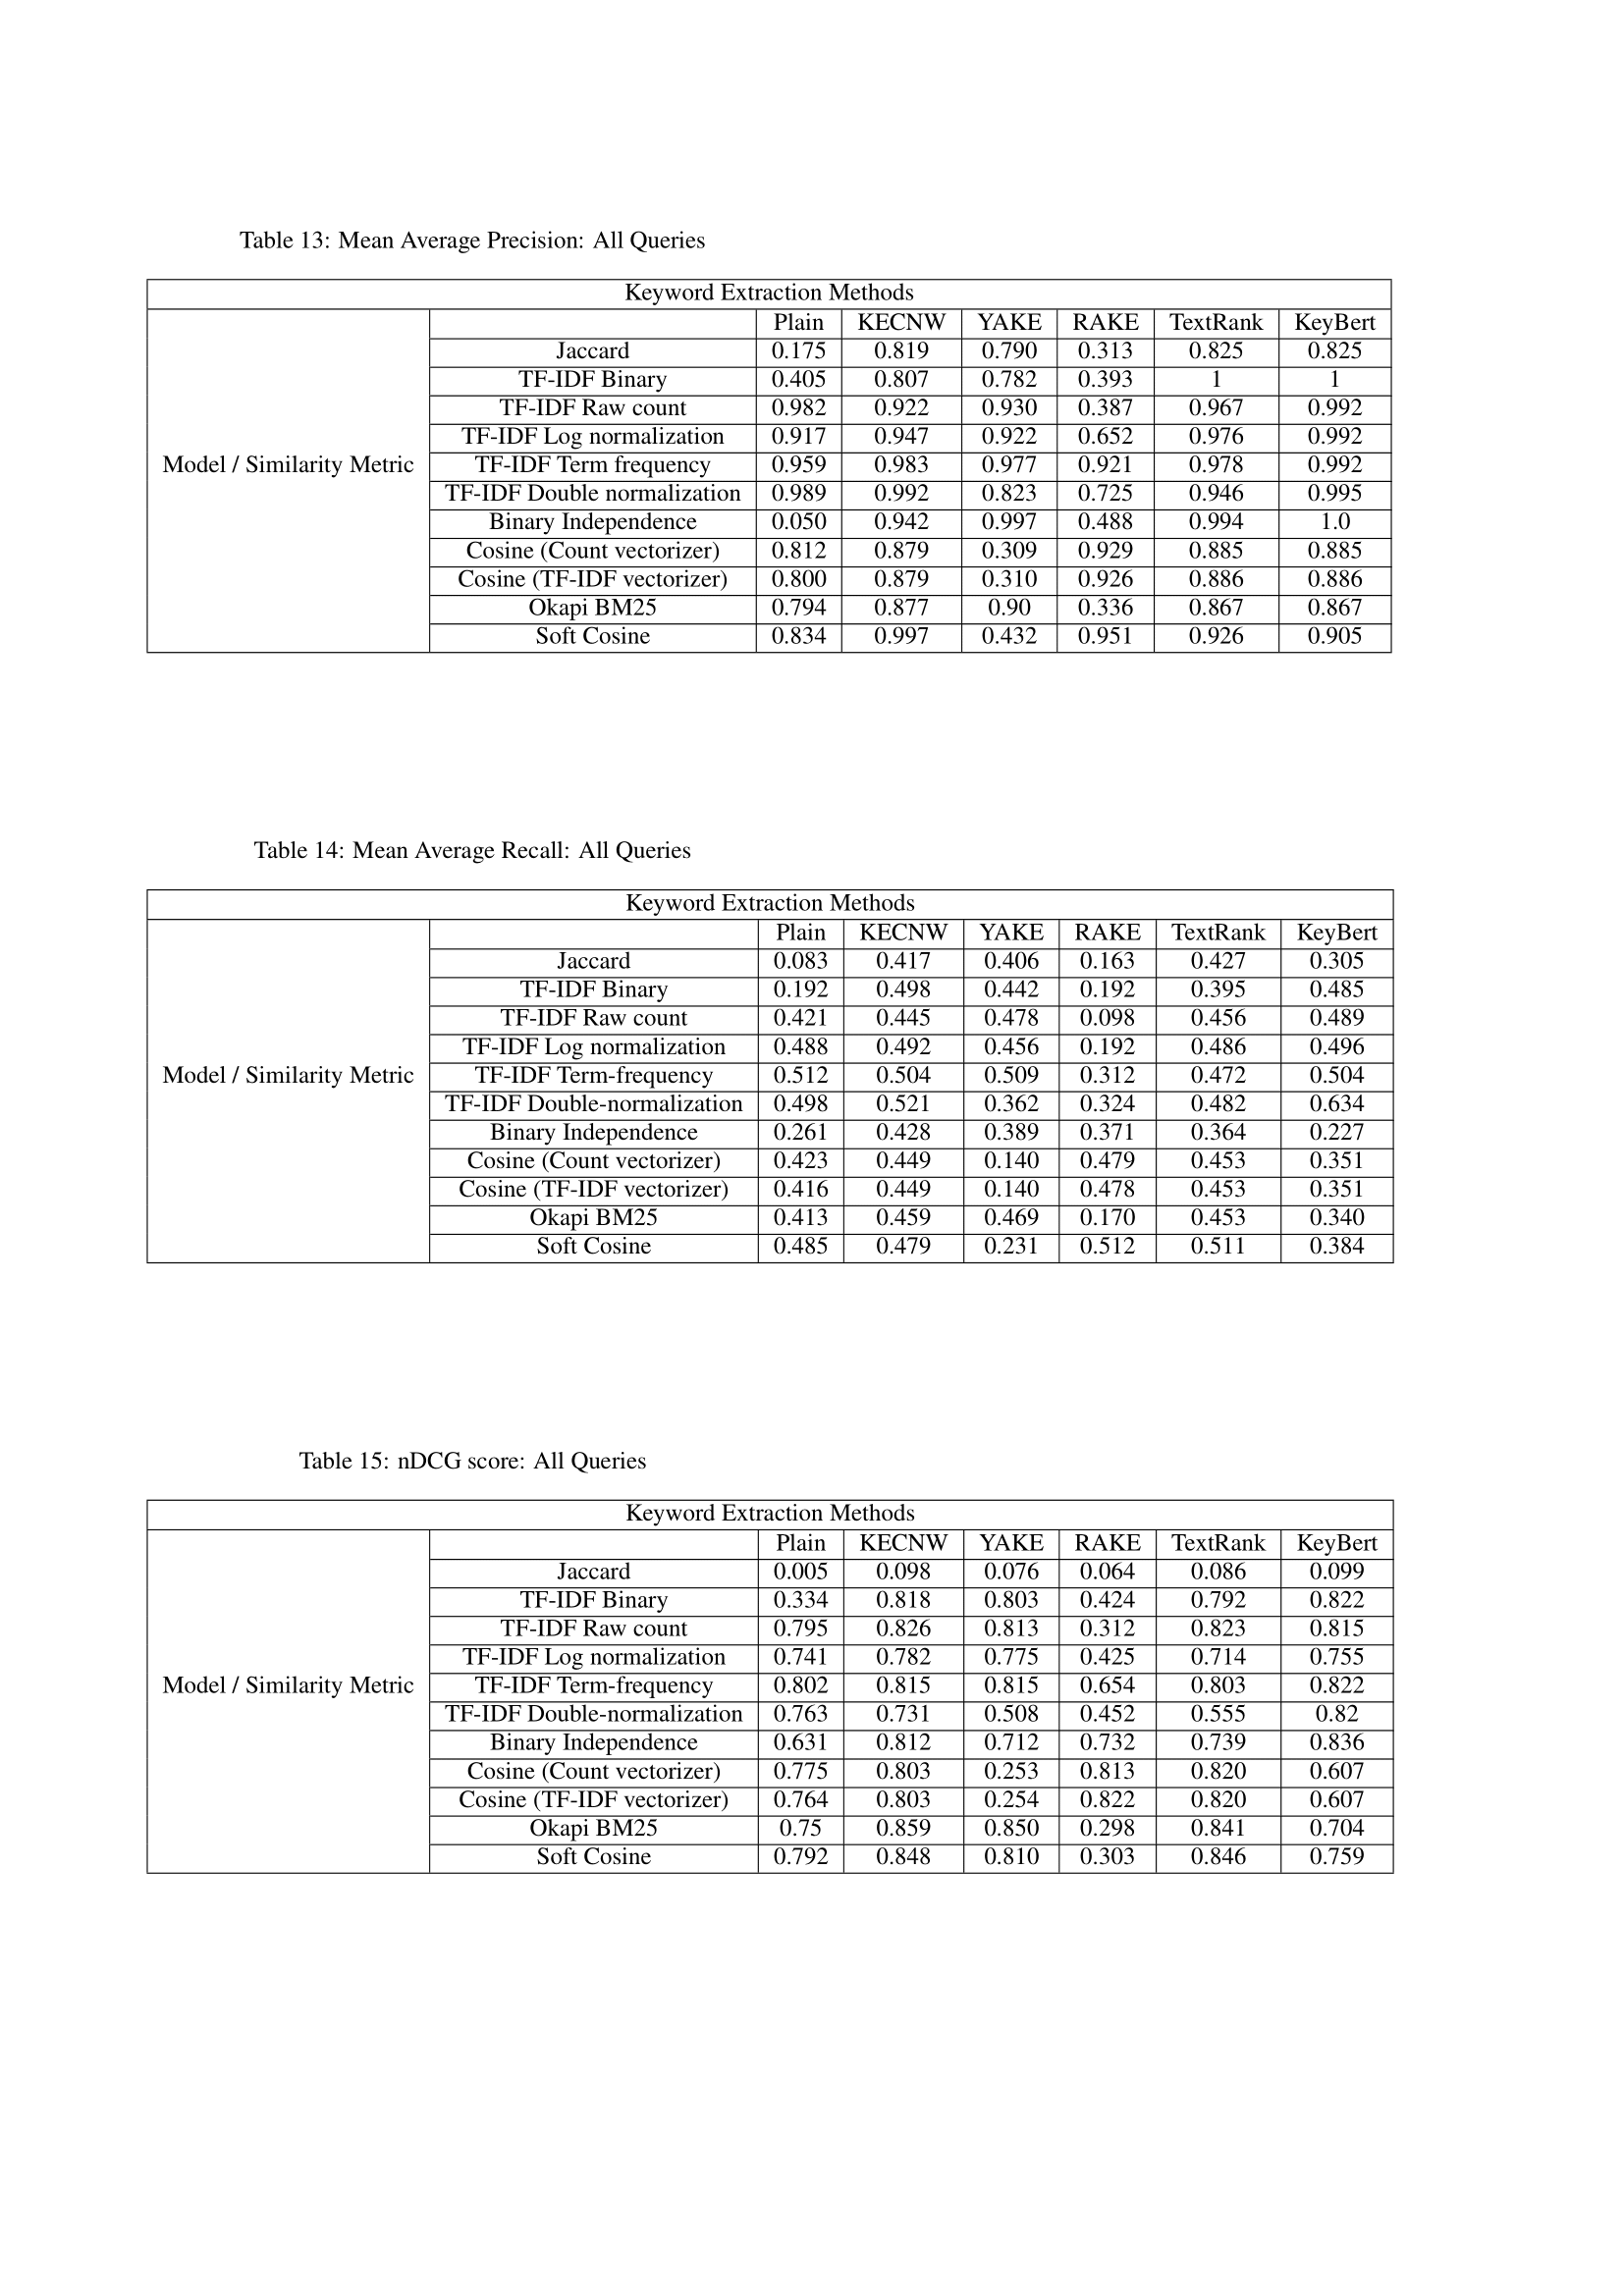 Table 13: Mean Average Precision: All Queries
Keyword Extraction Methods
Plain KECNW YAKE RAKE TextRank KeyBert
Jaccard 0.175 0.819 0.790 0.313 0.825 0.825
TF-IDF Binary 0.405 0.807 0.782 0.393 1 1
TF-IDF Raw count 0.982 0.922 0.930 0.387 0.967 0.992
TF-IDF Log normalization 0.917 0.947 0.922 0.652 0.976 0.992
Model / Similarity Metric TF-IDF Term frequency 0.959 0.983 0.977 0.921 0.978 0.992
TF-IDF Double normalization 0.989 0.992 0.823 0.725 0.946 0.995
Binary Independence 0.050 0.942 0.997 0.488 0.994 1.0
Cosine (Count vectorizer) 0.812 0.879 0.309 0.929 0.885 0.885
Cosine (TF-IDF vectorizer) 0.800 0.879 0.310 0.926 0.886 0.886
Okapi BM25 0.794 0.877 0.90 0.336 0.867 0.867
Soft Cosine 0.834 0.997 0.432 0.951 0.926 0.905
Table 14: Mean Average Recall: All Queries
Keyword Extraction Methods
Plain KECNW YAKE RAKE TextRank KeyBert
Jaccard 0.083 0.417 0.406 0.163 0.427 0.305
TF-IDF Binary 0.192 0.498 0.442 0.192 0.395 0.485
TF-IDF Raw count 0.421 0.445 0.478 0.098 0.456 0.489
TF-IDF Log normalization 0.488 0.492 0.456 0.192 0.486 0.496
Model / Similarity Metric TF-IDF Term-frequency 0.512 0.504 0.509 0.312 0.472 0.504
TF-IDF Double-normalization 0.498 0.521 0.362 0.324 0.482 0.634
Binary Independence 0.261 0.428 0.389 0.371 0.364 0.227
Cosine (Count vectorizer) 0.423 0.449 0.140 0.479 0.453 0.351
Cosine (TF-IDF vectorizer) 0.416 0.449 0.140 0.478 0.453 0.351
Okapi BM25 0.413 0.459 0.469 0.170 0.453 0.340
Soft Cosine 0.485 0.479 0.231 0.512 0.511 0.384
Table 15: nDCG score: All Queries
Keyword Extraction Methods
Plain KECNW YAKE RAKE TextRank KeyBert
Jaccard 0.005 0.098 0.076 0.064 0.086 0.099
TF-IDF Binary 0.334 0.818 0.803 0.424 0.792 0.822
TF-IDF Raw count 0.795 0.826 0.813 0.312 0.823 0.815
TF-IDF Log normalization 0.741 0.782 0.775 0.425 0.714 0.755
Model / Similarity Metric TF-IDF Term-frequency 0.802 0.815 0.815 0.654 0.803 0.822
TF-IDF Double-normalization 0.763 0.731 0.508 0.452 0.555 0.82
Binary Independence 0.631 0.812 0.712 0.732 0.739 0.836
Cosine (Count vectorizer) 0.775 0.803 0.253 0.813 0.820 0.607
Cosine (TF-IDF vectorizer) 0.764 0.803 0.254 0.822 0.820 0.607
Okapi BM25 0.75 0.859 0.850 0.298 0.841 0.704
Soft Cosine 0.792 0.848 0.810 0.303 0.846 0.759